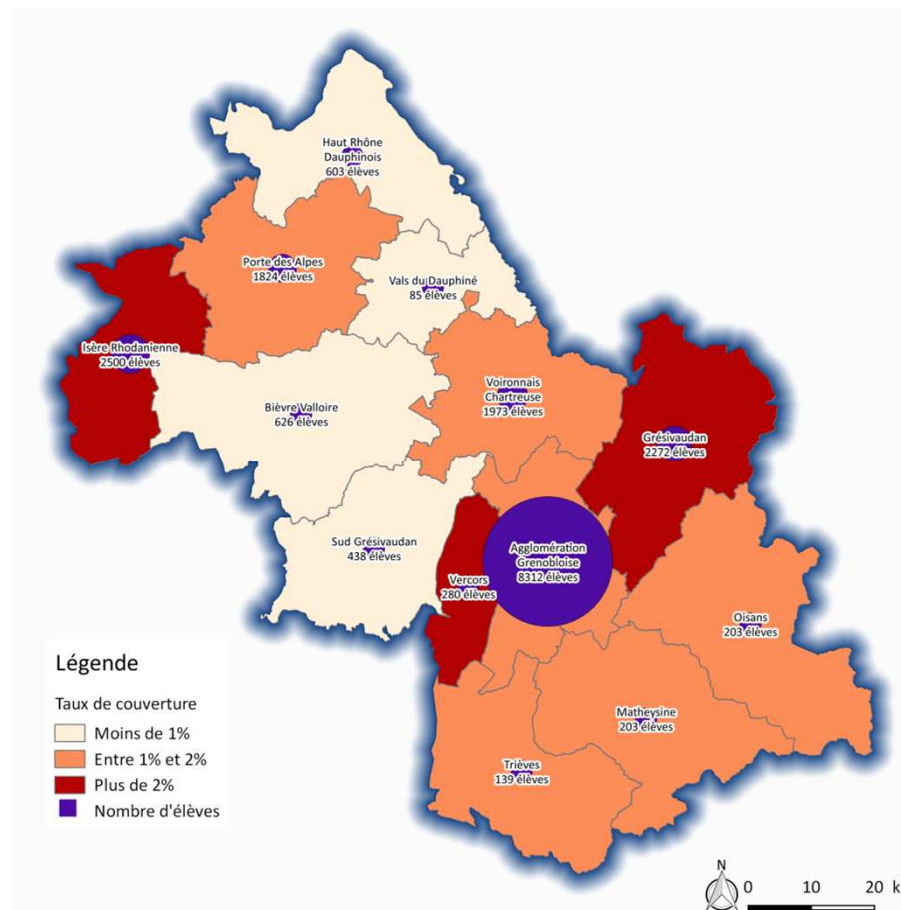 Haut Rhône
Dauphinois
603 élèves
Porte des Alpes
1824 élèves
Vals du Dauphiné
85 élèves
Isère Rhodanienne
2500 élèves
Voironnais
Chartreuse
1973 élèves
Bièvre Valloire
626 élèves
Grésivaudan
2272 élèves
Sud Grésivaudan
438 élèves
Agglomération
Grenobloise
8312 élèves
Vercors
280 élèves
Oisans
203 élèves
Matheysine
203 élèves
Trièves
139 élèves
Légende
Taux de couverture
Moins de 1%
Entre 1% et 2%
Plus de 2%
Nombre d'élèves
N
0 10 20 k